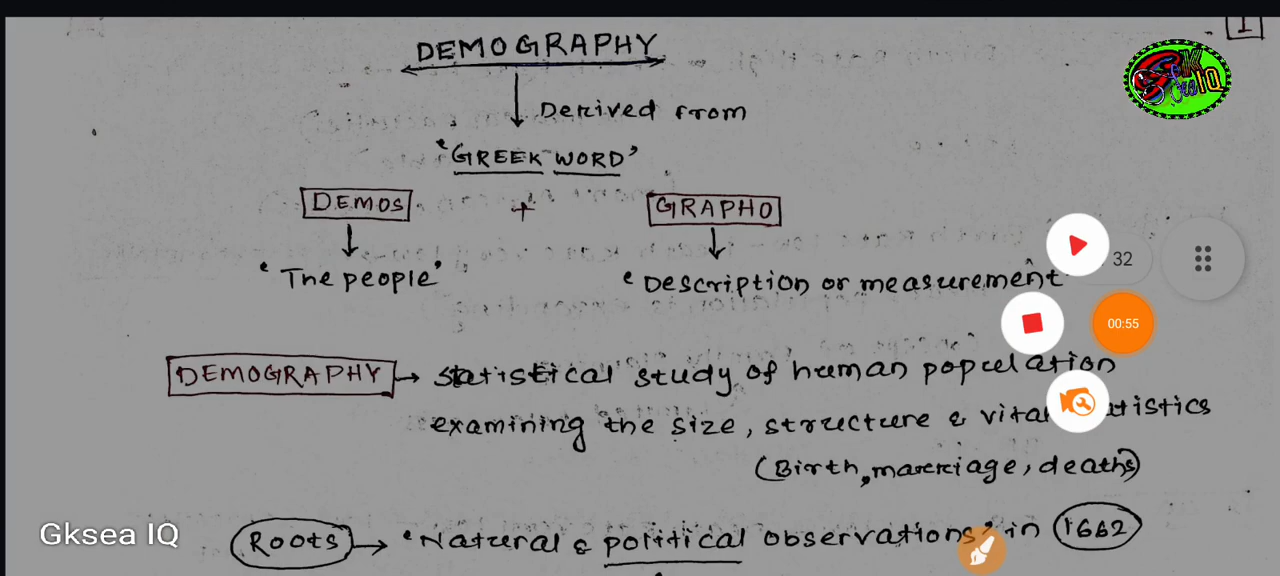 1
DEMOGRAPHY
Derived from
'GREEK WORD'
DEMOS + GRAPHO
'The people' 'Description or measurement
32
00:55
DEMOGRAPHY → statistical study of human population
examining the size, structure & vital statistics
(Birth, marriage, deaths)
Gksea IQ
Roots → 'Natural & political observations' in 1662